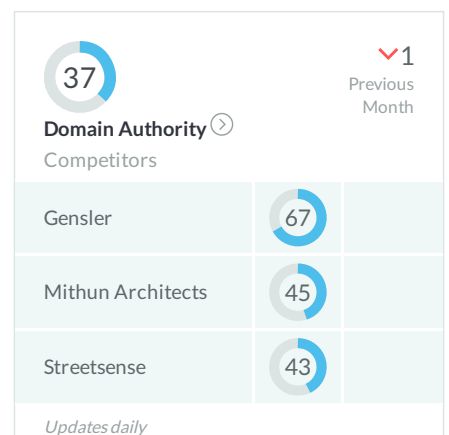 37
1
Previous
Month
Domain Authority
Competitors
Gensler 67
Mithun Architects 45
Streetsense 43
Updates daily